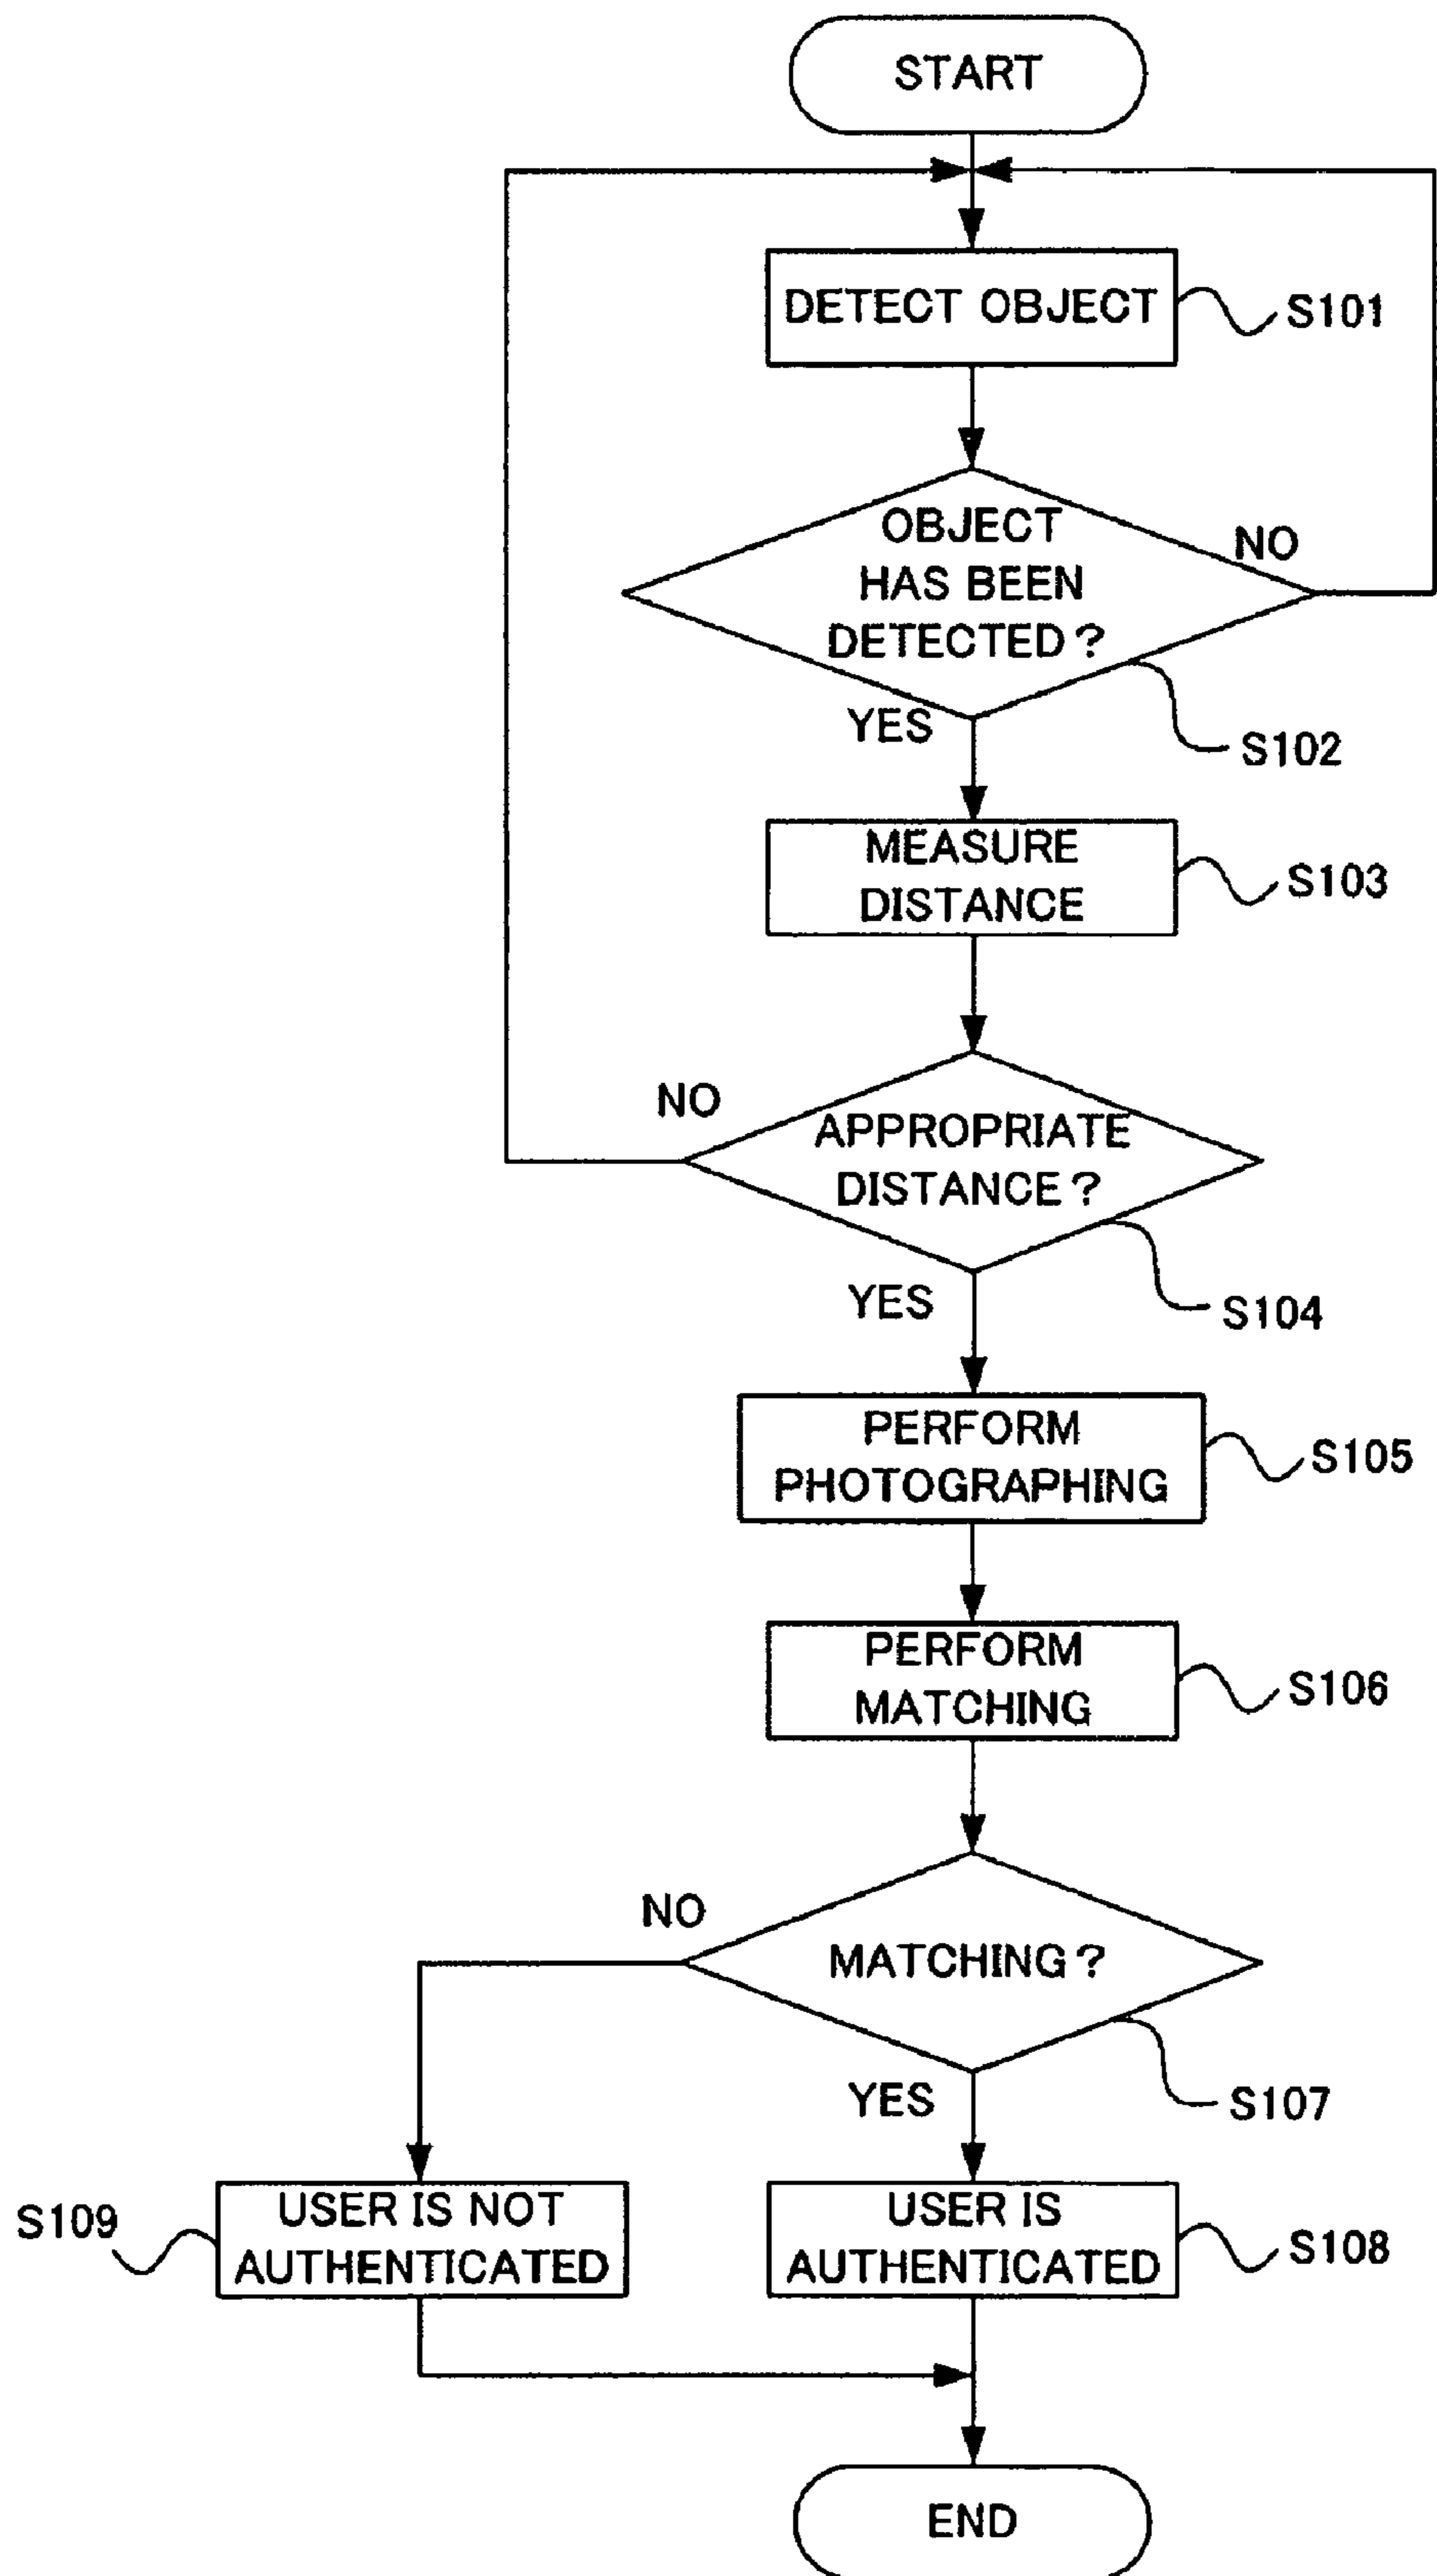 START
DETECT OBJECT
S101
OBJECT
HAS BEEN
DETECTED?
NO
YES
S102
MEASURE
DISTANCE
S103
NO
APPROPRIATE
DISTANCE?
YES
S104
PERFORM
PHOTOGRAPHING
S105
PERFORM
MATCHING
S106
NO
MATCHING?
YES
S107
S109
USER IS NOT
AUTHENTICATED
USER IS
AUTHENTICATED
S108
END